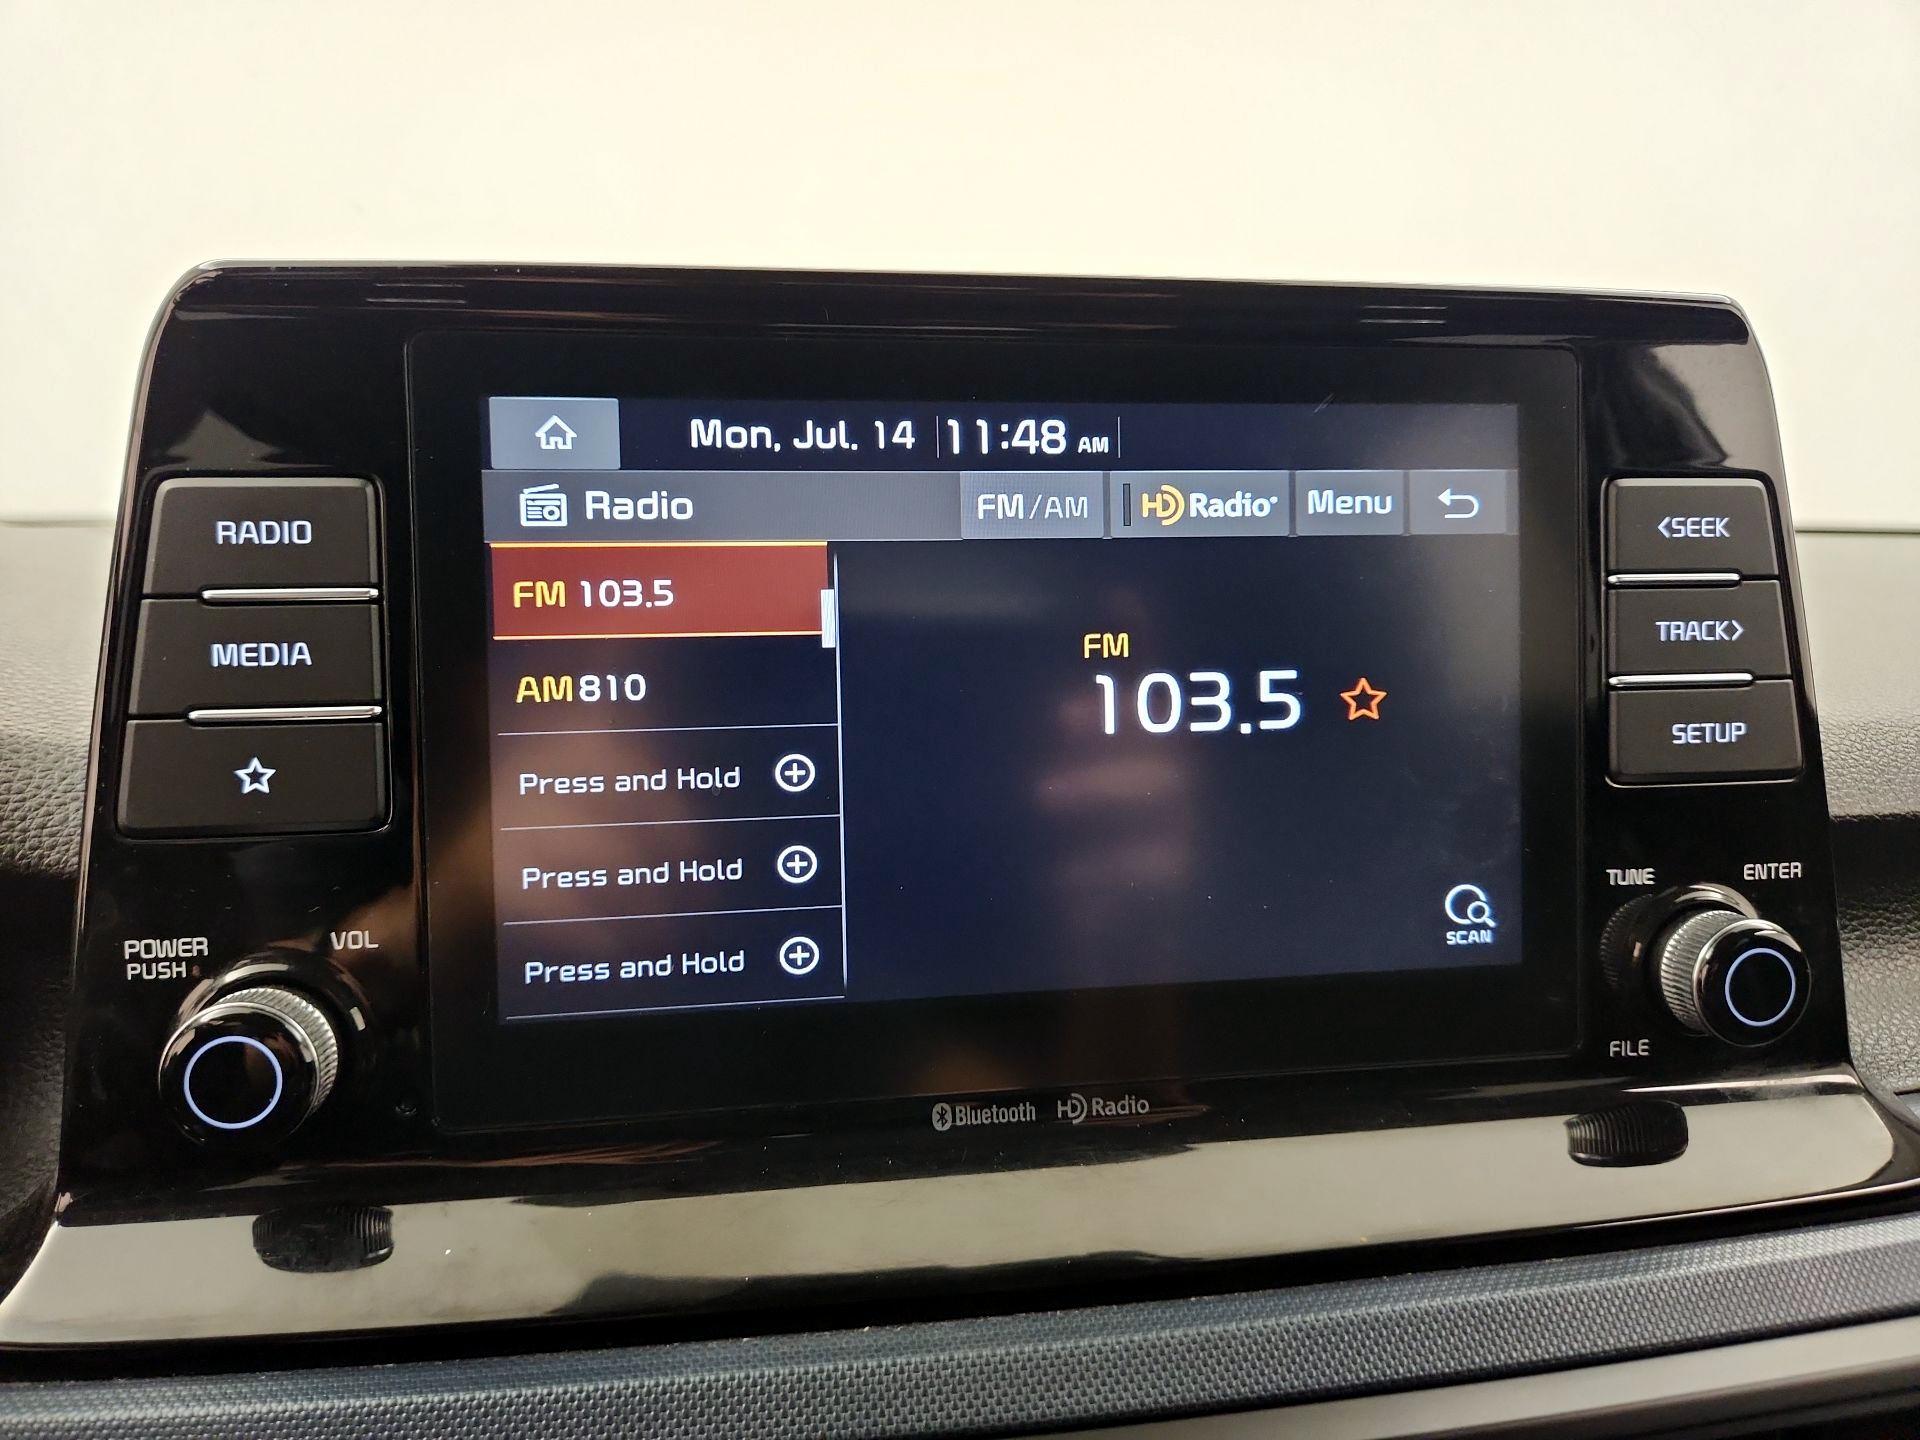 Mon, Jul. 14 11:48 AM
Radio FM/AM HD Radio Menu
RADIO
MEDIA
POWER PUSH
VOL
FM 103.5
AM 810
Press and Hold
Press and Hold
Press and Hold
FM
103.5
SCAN
<SEEK
TRACK>
SETUP
TUNE
ENTER
FILE
Bluetooth HD Radio